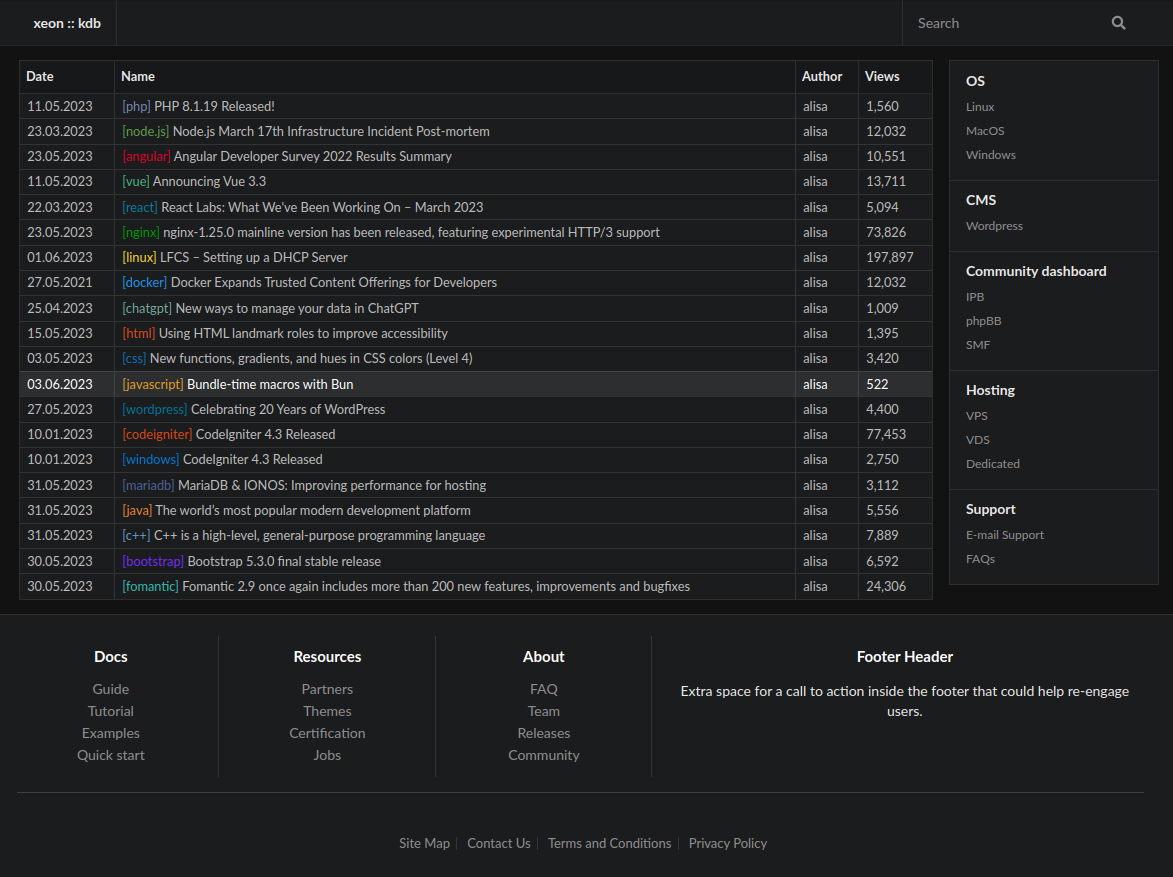 xeon :: kdb Search
Date Name Author Views
11.05.2023 [php] PHP 8.1.19 Released! alisa 1,560
23.03.2023 [node.js] Node.js March 17th Infrastructure Incident Post-mortem alisa 12,032
23.05.2023 [angular] Angular Developer Survey 2022 Results Summary alisa 10,551
11.05.2023 [vue] Announcing Vue 3.3 alisa 13,711
22.03.2023 [react] React Labs: What We've Been Working On – March 2023 alisa 5,094
23.05.2023 [nginx] nginx-1.25.0 mainline version has been released, featuring experimental HTTP/3 support alisa 73,826
01.06.2023 [linux] LFCS – Setting up a DHCP Server alisa 197,897
27.05.2021 [docker] Docker Expands Trusted Content Offerings for Developers alisa 12,032
25.04.2023 [chatgpt] New ways to manage your data in ChatGPT alisa 1,009
15.05.2023 [html] Using HTML landmark roles to improve accessibility alisa 1,395
03.05.2023 [css] New functions, gradients, and hues in CSS colors (Level 4) alisa 3,420
03.06.2023 [javascript] Bundle-time macros with Bun alisa 522
27.05.2023 [wordpress] Celebrating 20 Years of WordPress alisa 4,400
10.01.2023 [codeigniter] CodeIgniter 4.3 Released alisa 77,453
10.01.2023 [windows] CodeIgniter 4.3 Released alisa 2,750
31.05.2023 [mariadb] MariaDB & IONOS: Improving performance for hosting alisa 3,112
31.05.2023 [java] The world's most popular modern development platform alisa 5,556
31.05.2023 [c++] C++ is a high-level, general-purpose programming language alisa 7,889
30.05.2023 [bootstrap] Bootstrap 5.3.0 final stable release alisa 6,592
30.05.2023 [fomantic] Fomantic 2.9 once again includes more than 200 new features, improvements and bugfixes alisa 24,306
OS
Linux
MacOS
Windows
CMS
Wordpress
Community dashboard
IPB
phpBB
SMF
Hosting
VPS
VDS
Dedicated
Support
E-mail Support
FAQs
Docs
Guide
Tutorial
Examples
Quick start
Resources
Partners
Themes
Certification
Jobs
About
FAQ
Team
Releases
Community
Footer Header
Extra space for a call to action inside the footer that could help re-engage
users.
Site Map Contact Us Terms and Conditions Privacy Policy